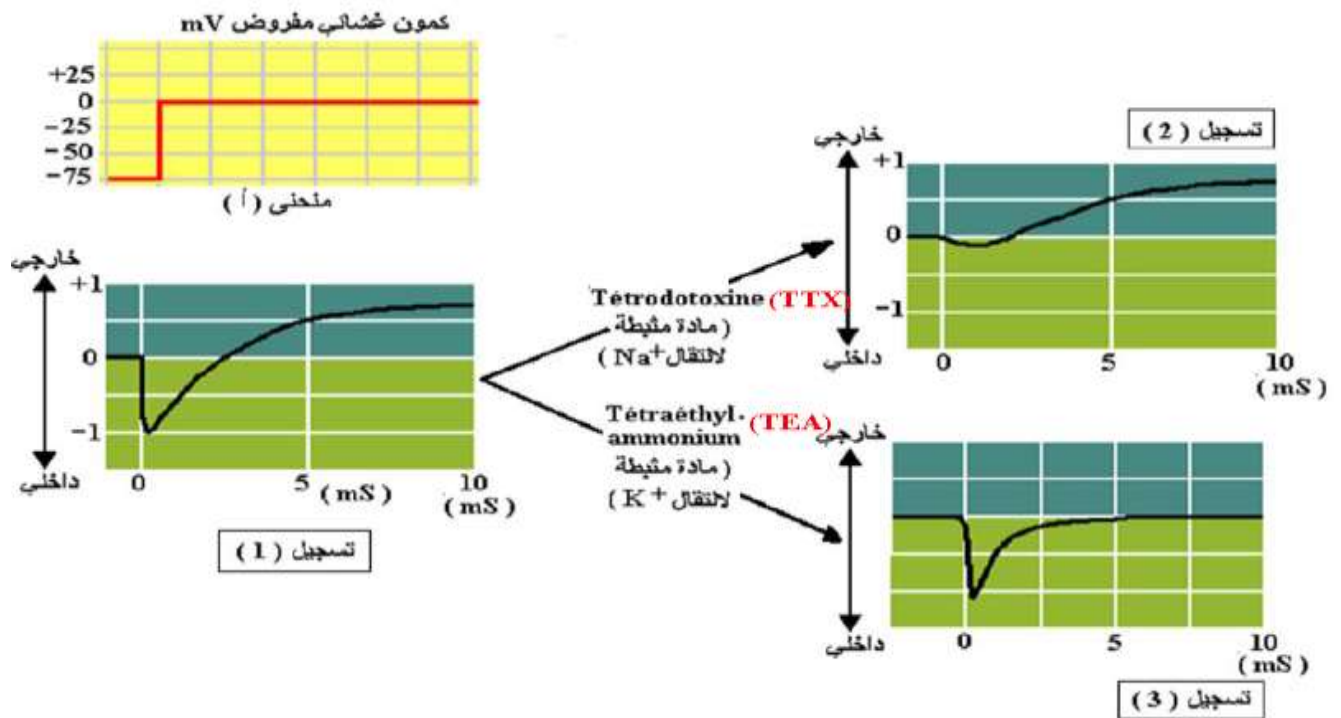 كمون غشائي مفروض mV
+25
0
-25
-50
-75
منحنى ( أ )
خارجي
+1
0
-1
داخلي
0
5
( mS )
10
( mS )
تسجيل ( 1 )
Tétrodotoxine (TTX)
( مادة مثبطة
لانتقال Na+ )
Tétraéthyl. (TEA)
ammonium
( مادة مثبطة
لانتقال K+ )
تسجيل ( 2 )
خارجي
+1
0
-1
داخلي
0
5
10
( mS )
خارجي
داخلي
0
5
10
( mS )
تسجيل ( 3 )